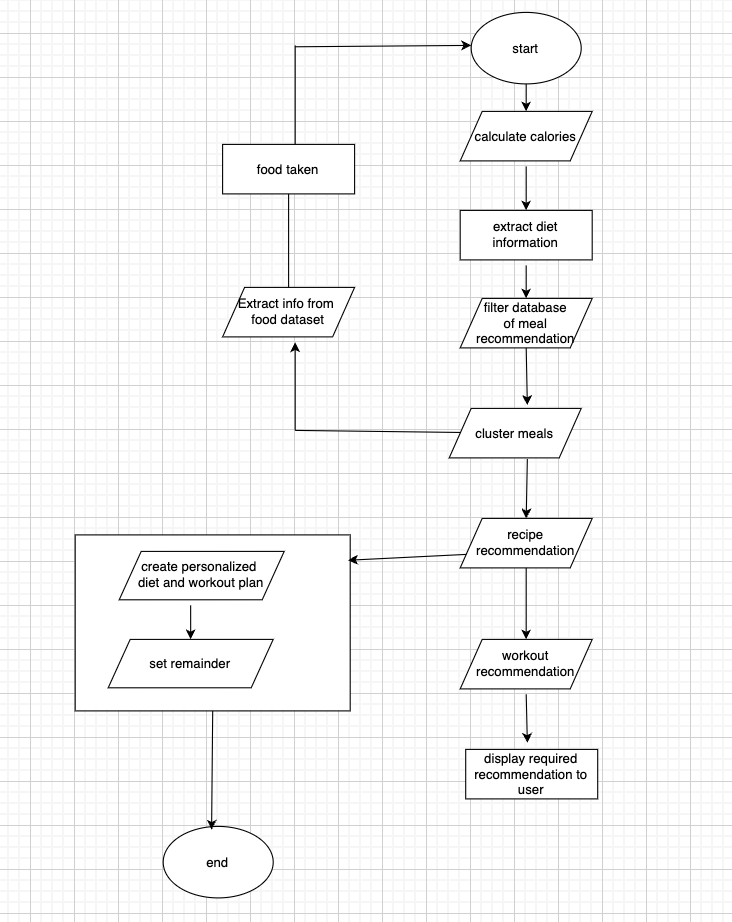 start
calculate calories
extract diet
information
filter database
of meal
recommendation
cluster meals
recipe
recommendation
workout
recommendation
display required
recommendation to
user
food taken
Extract info from
food dataset
create personalized
diet and workout plan
set remainder
end